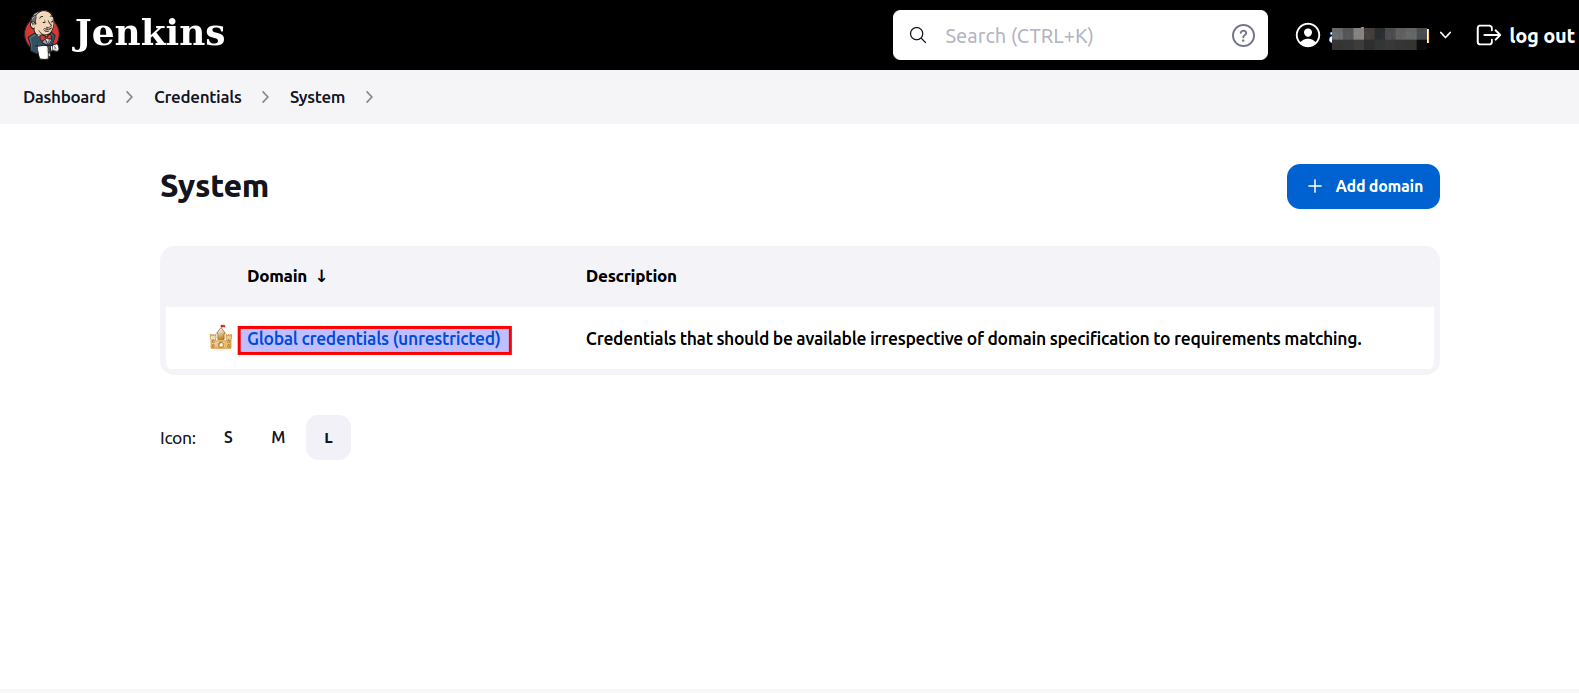 Jenkins
Search (CTRL+K)
log out
Dashboard
Credentials
System
System
Add domain
Domain ↓
Description
Global credentials (unrestricted)
Credentials that should be available irrespective of domain specification to requirements matching.
Icon: S M L